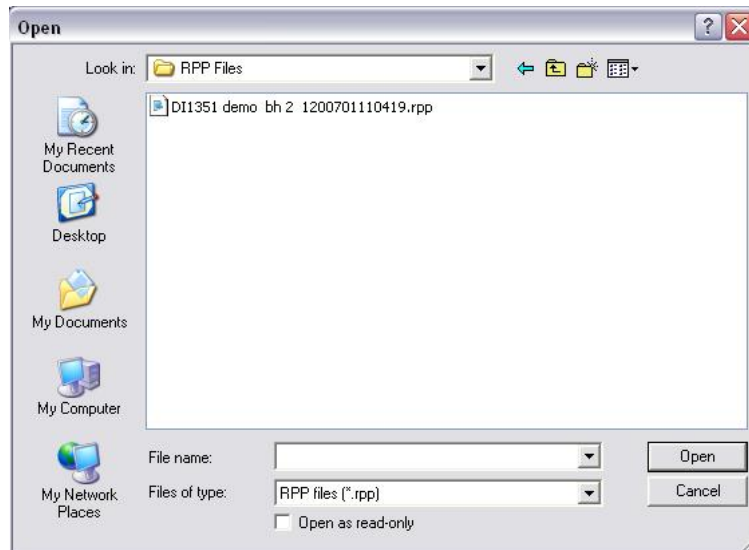 Open
Look in:
RPP Files
DI1351 demo bh 2 1200701110419.rpp
My Recent
Documents
Desktop
My Documents
My Computer
My Network
Places
File name:
Open
Files of type:
RPP files (*.rpp)
Cancel
Open as read-only